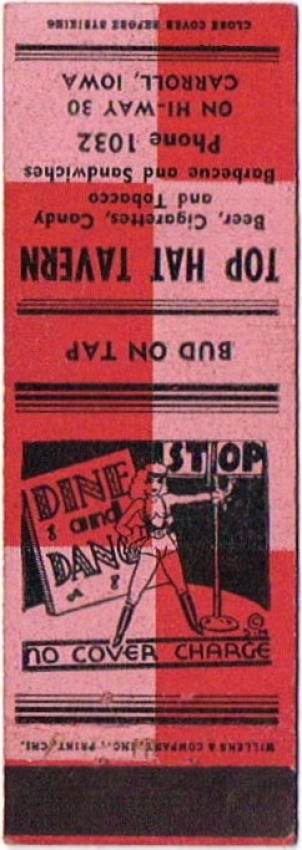 CLOSE COVER BEFORE STRIKING
TOP HAT TAVERN
Beer, Cigarettes, Candy
and Tobacco
Barbecue and Sandwiches
Phone 1032
ON HI-WAY 30
CARROLL, IOWA
BUD ON TAP
STOP
DINE
and
DANC
NO COVER CHARGE
WILLENS & COMPANY, INC., PRINT, CHI.